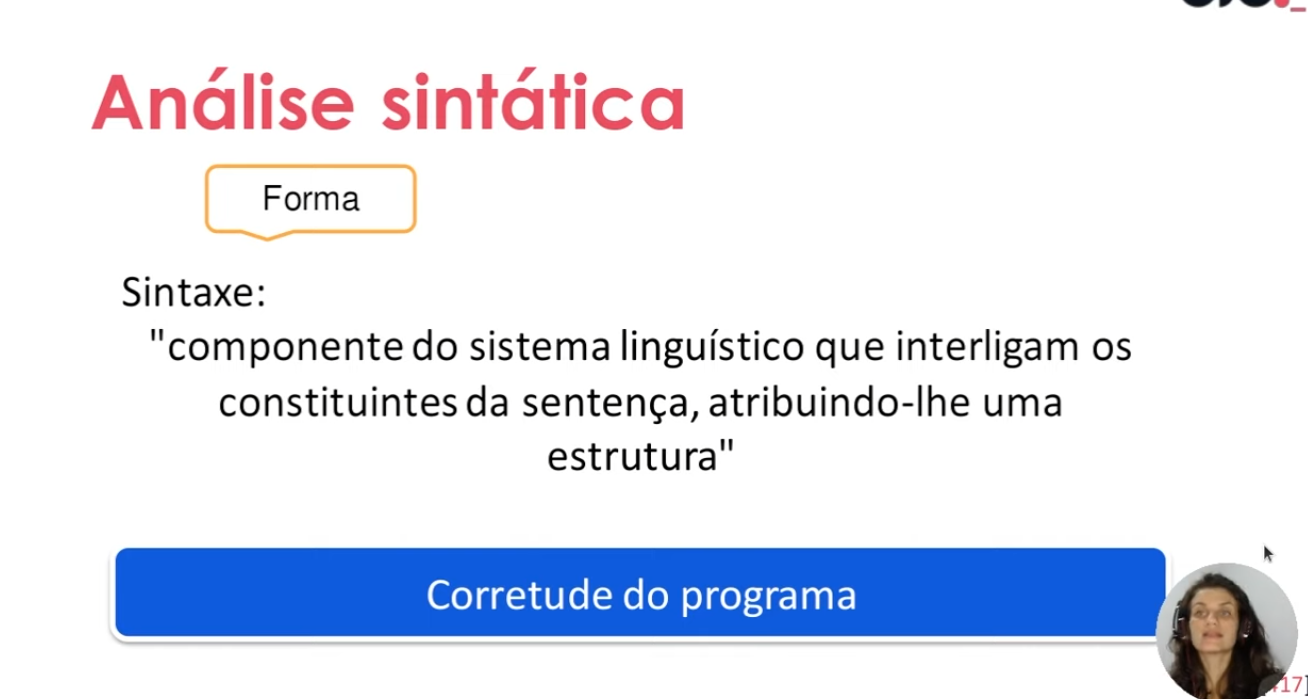 Análise sintática
Forma
Sintaxe:
"componente do sistema linguístico que interligam os
constituintes da sentença, atribuindo-lhe uma
estrutura"
Corretude do programa